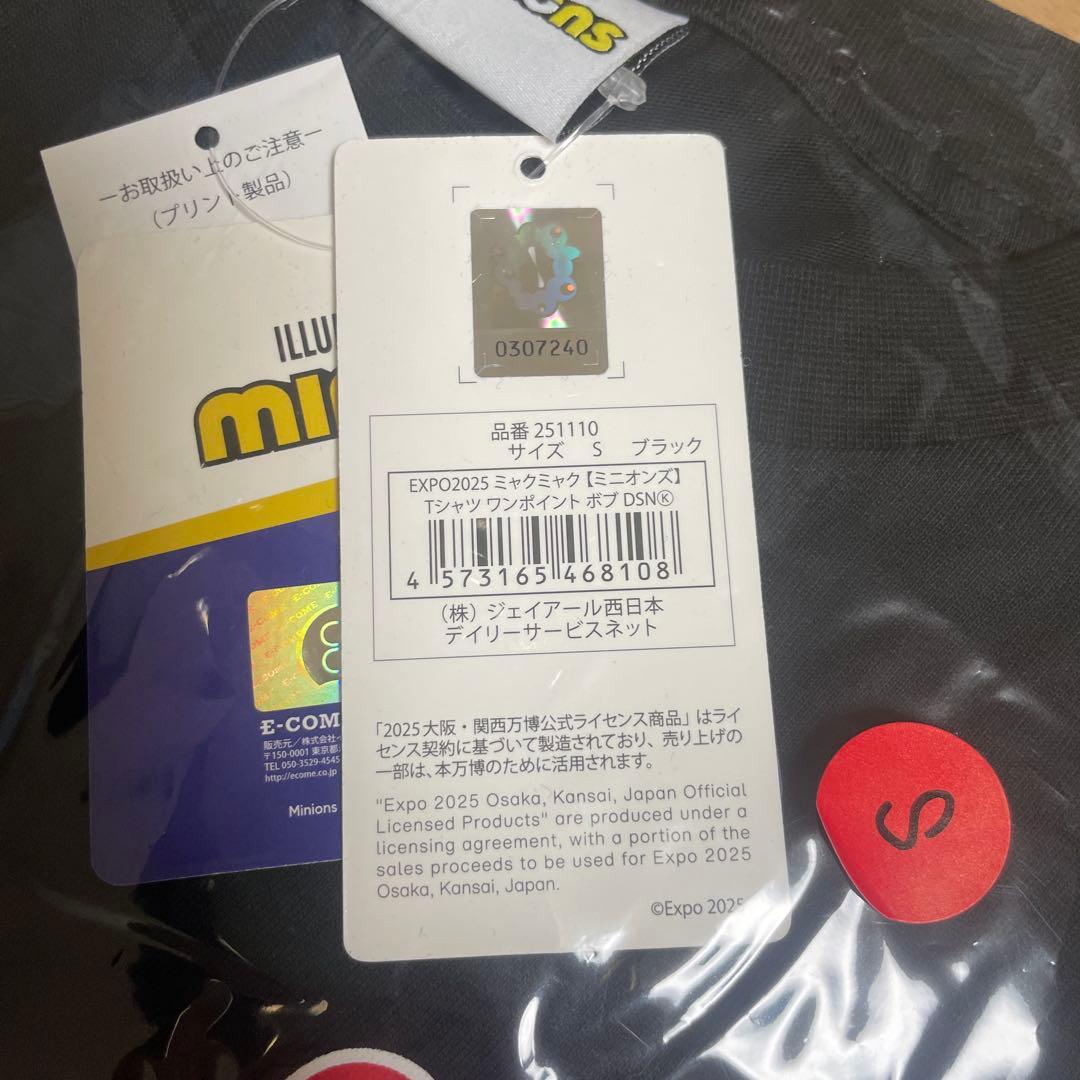 ーお取扱い上のご注意ー
(プリント製品)
ILLU
E-COME
E-COM
販売元/株式会社
〒150-0001 東京都
TEL 050-3529-4545
http://ecome.co.jp
Minions
0307240
品番 251110
サイズ S ブラック
EXPO2025 ミャクミャク【ミニオンズ】
Tシャツ ワンポイント ボブ DSNⓀ
4 573165 468108
(株)ジェイアール西日本
デイリーサービスネット
「2025大阪・関西万博公式ライセンス商品」はライ
センス契約に基づいて製造されており、売り上げの
一部は、本万博のために活用されます。
"Expo 2025 Osaka, Kansai, Japan Official
Licensed Products" are produced under a
licensing agreement, with a portion of the
sales proceeds to be used for Expo 2025
Osaka, Kansai, Japan.
©Expo 2025
S